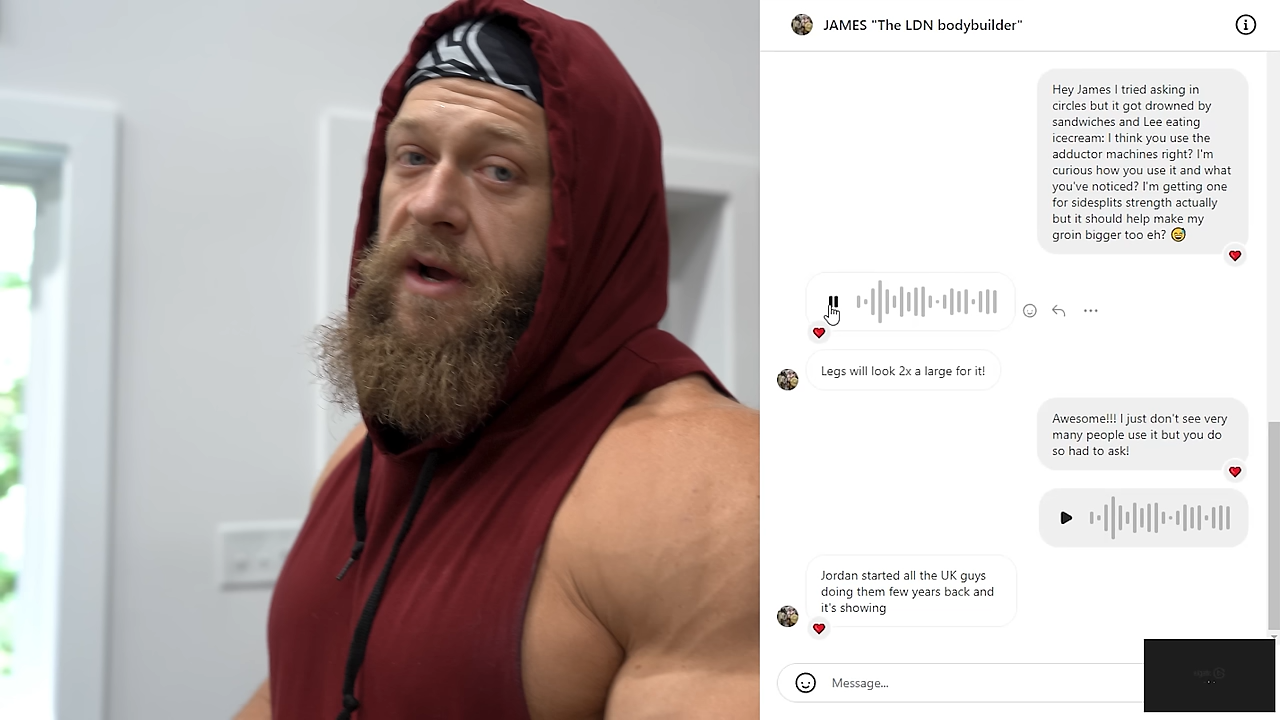 JAMES "The LDN bodybuilder"
Hey James I tried asking in
circles but it got drowned by
sandwiches and Lee eating
icecream: I think you use the
adductor machines right? I'm
curious how you use it and what
you've noticed? I'm getting one
for sidesplits strength actually
but it should help make my
groin bigger too eh? 😅
Legs will look 2x a large for it!
Awesome!!! I just don't see very
many people use it but you do
so had to ask!
Jordan started all the UK guys
doing them few years back and
it's showing
Message...